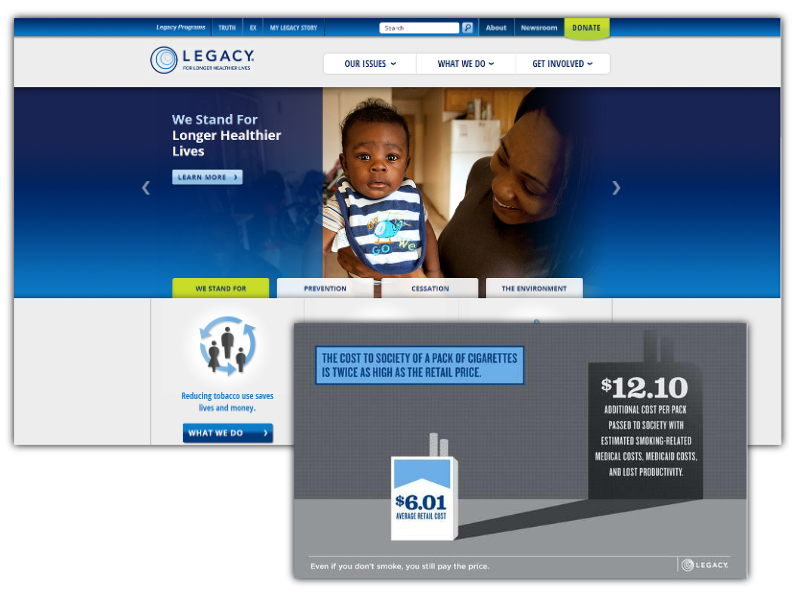 Legacy Programs TRUTH EX MY LEGACY STORY Search About Newsroom DONATE
LEGACY.
FOR LONGER HEALTHIER LIVES
OUR ISSUES WHAT WE DO GET INVOLVED
We Stand For
Longer Healthier
Lives
LEARN MORE
GO We
WE STAND FOR PREVENTION CESSATION THE ENVIRONMENT
Reducing tobacco use saves
lives and money.
WHAT WE DO
THE COST TO SOCIETY OF A PACK OF CIGARETTES
IS TWICE AS HIGH AS THE RETAIL PRICE.
$12.10
ADDITIONAL COST PER PACK
PASSED TO SOCIETY WITH
ESTIMATED SMOKING-RELATED
MEDICAL COSTS, MEDICAID COSTS,
AND LOST PRODUCTIVITY.
$6.01
AVERAGE RETAIL COST
Even if you don't smoke, you still pay the price.
LEGACY.